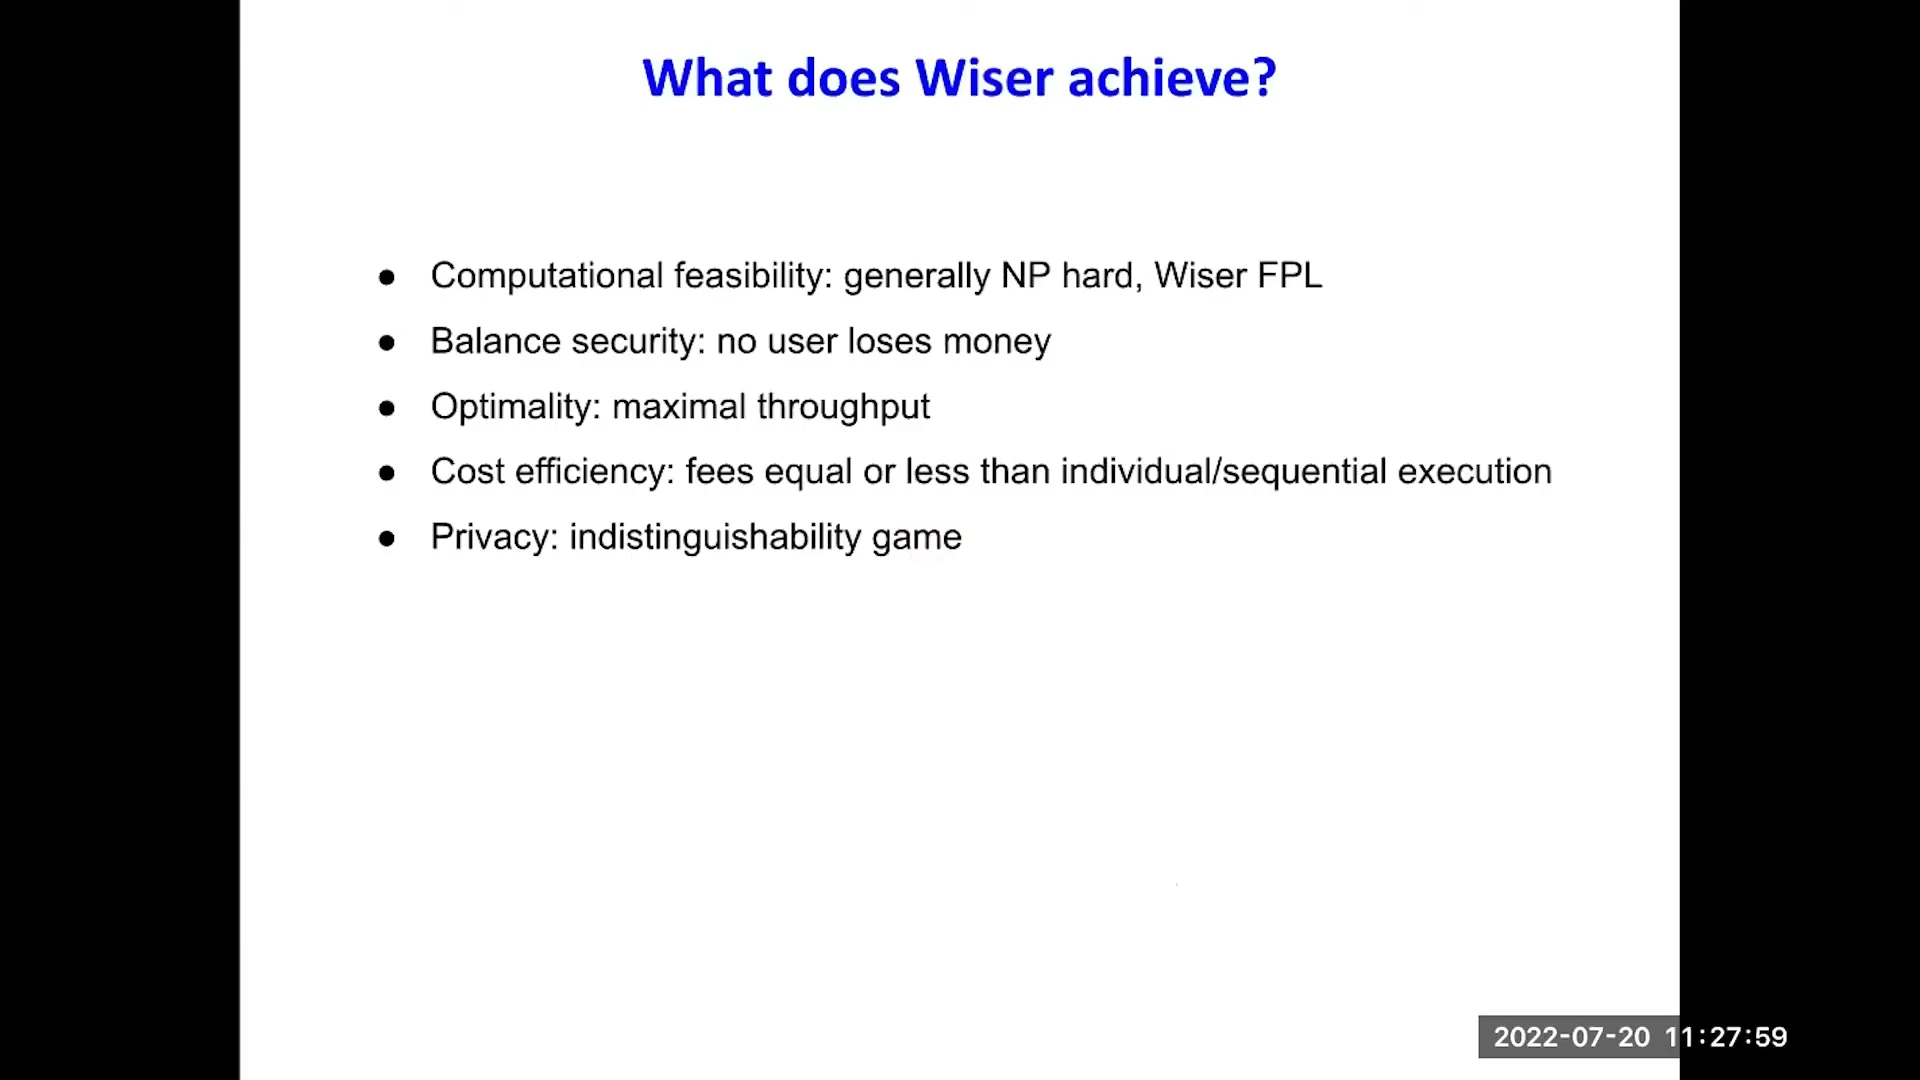 What does Wiser achieve?
● Computational feasibility: generally NP hard, Wiser FPL
● Balance security: no user loses money
● Optimality: maximal throughput
● Cost efficiency: fees equal or less than individual/sequential execution
● Privacy: indistinguishability game
2022-07-20 11:27:59